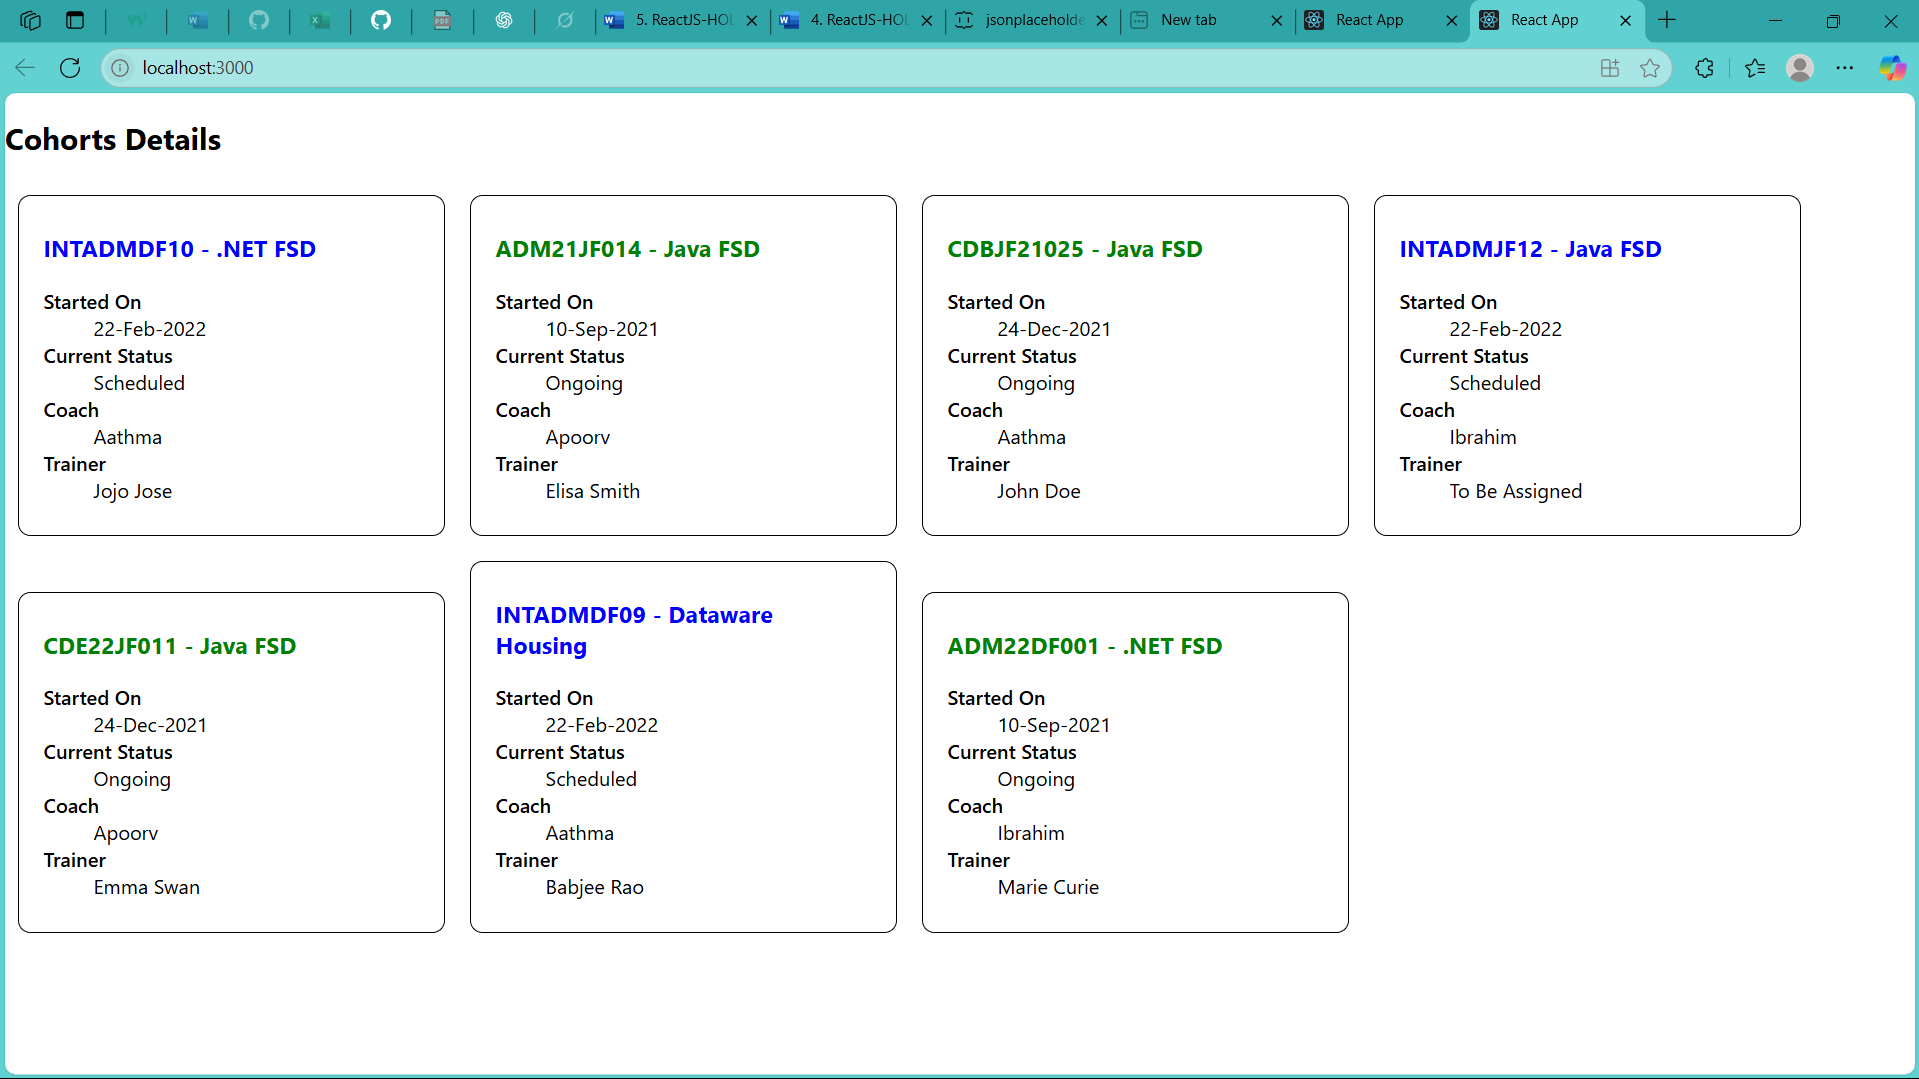 5. ReactJS-HOL
4. ReactJS-HOL
jsonplaceholde
New tab
React App
React App
localhost:3000
Cohorts Details
INTADMDF10 - .NET FSD
Started On
22-Feb-2022
Current Status
Scheduled
Coach
Aathma
Trainer
Jojo Jose
ADM21JF014 - Java FSD
Started On
10-Sep-2021
Current Status
Ongoing
Coach
Apoorv
Trainer
Elisa Smith
CDBJF21025 - Java FSD
Started On
24-Dec-2021
Current Status
Ongoing
Coach
Aathma
Trainer
John Doe
INTADMJF12 - Java FSD
Started On
22-Feb-2022
Current Status
Scheduled
Coach
Ibrahim
Trainer
To Be Assigned
CDE22JF011 - Java FSD
Started On
24-Dec-2021
Current Status
Ongoing
Coach
Apoorv
Trainer
Emma Swan
INTADMDF09 - Dataware
Housing
Started On
22-Feb-2022
Current Status
Scheduled
Coach
Aathma
Trainer
Babjee Rao
ADM22DF001 - .NET FSD
Started On
10-Sep-2021
Current Status
Ongoing
Coach
Ibrahim
Trainer
Marie Curie